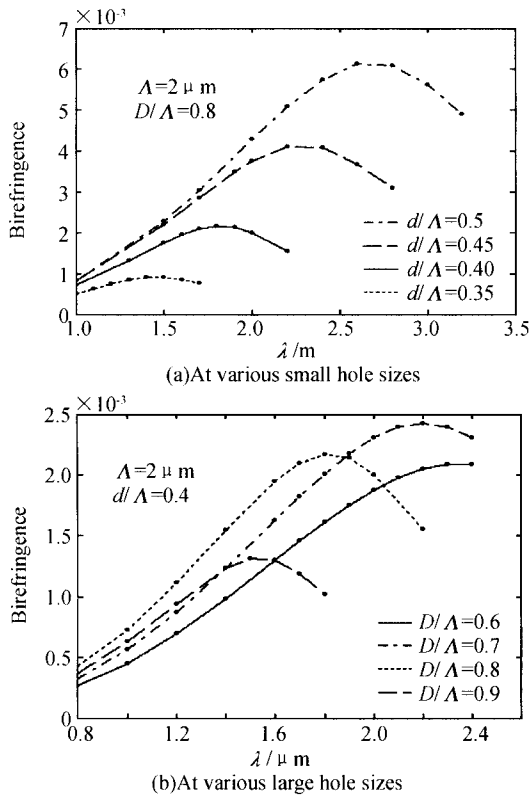 ×10⁻³
7
6
5
4
3
2
1
0
Birefringence
Λ=2 μ m
D/Λ=0.8
d/Λ=0.5
d/Λ=0.45
d/Λ=0.40
d/Λ=0.35
1.0 1.5 2.0 2.5 3.0 3.5
λ/m
(a)At various small hole sizes
×10⁻³
2.5
2.0
1.5
1.0
0.5
0
Birefringence
Λ=2 μ m
d/Λ=0.4
D/Λ=0.6
D/Λ=0.7
D/Λ=0.8
D/Λ=0.9
0.8 1.2 1.6 2.0 2.4
λ/ μ m
(b)At various large hole sizes